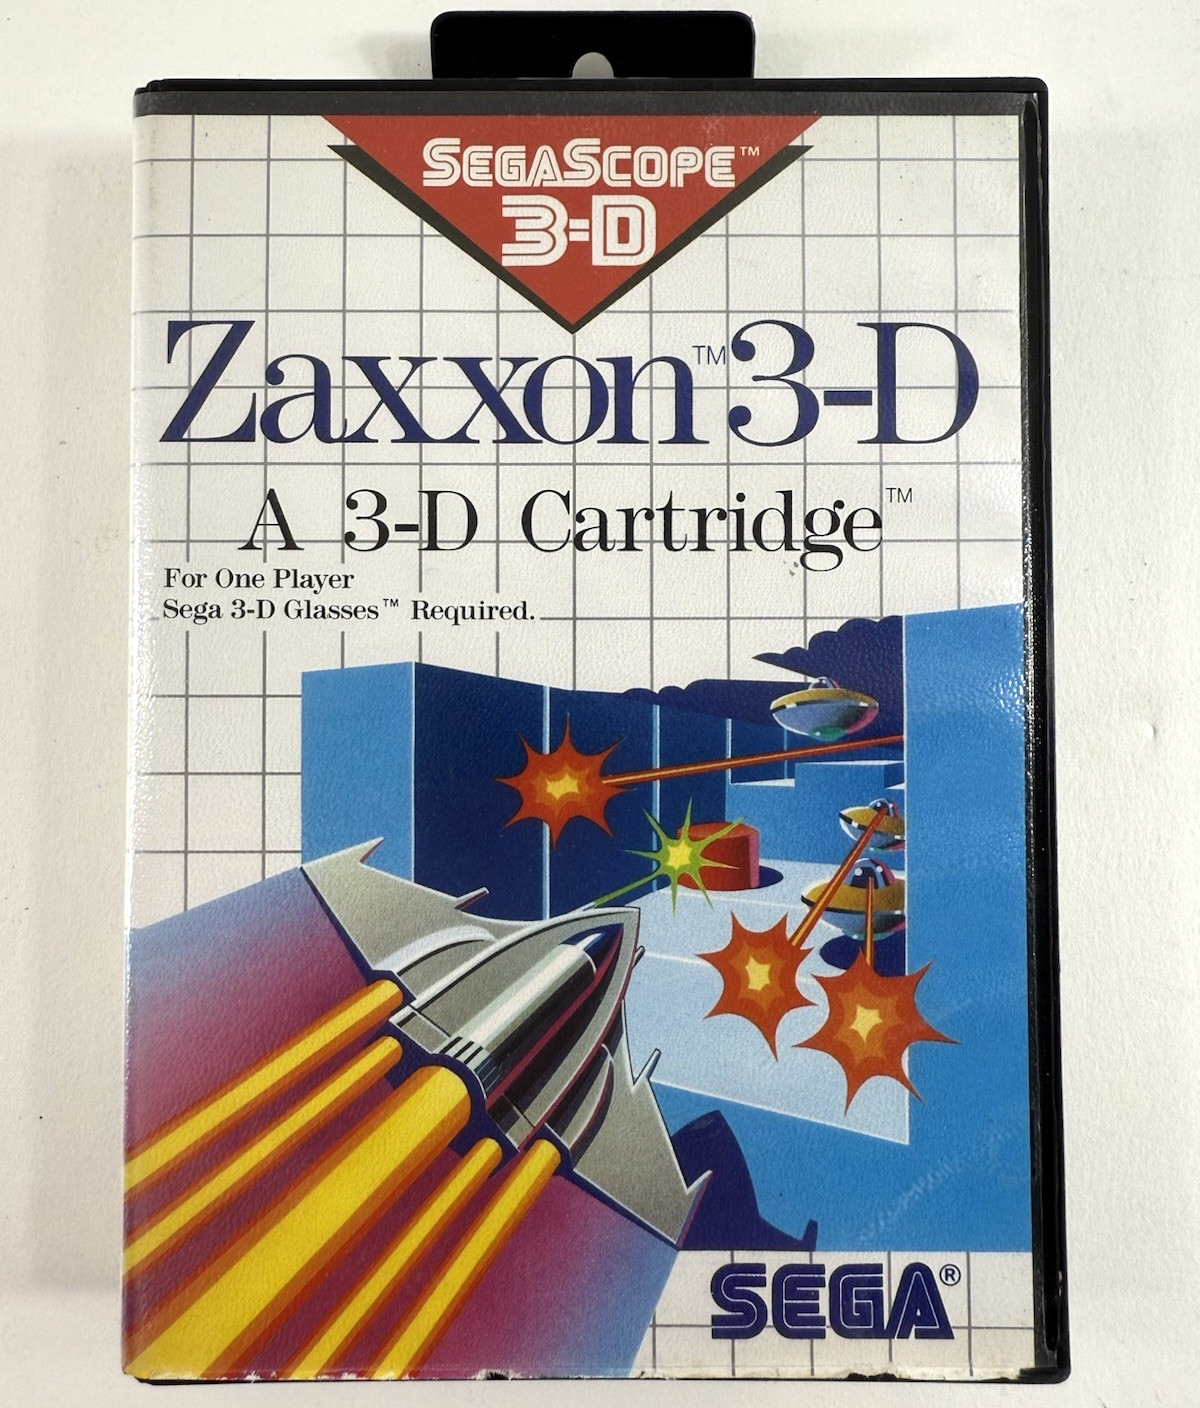 SEGASCOPE™
3-D
Zaxxon™ 3-D
A 3-D Cartridge™
For One Player
Sega 3-D Glasses™ Required.
SEGA®